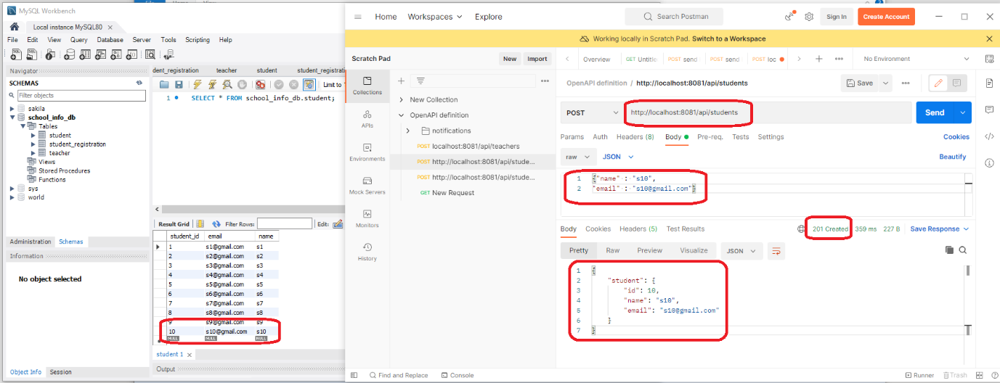 MySQL Workbench
Local instance MySQL80
File Edit View Query Database Server Tools Scripting Help
Navigator
SCHEMAS
Filter objects
sakila
school_info_db
Tables
student
student_registration
teacher
Views
Stored Procedures
Functions
sys
world
Administration Schemas
Information
No object selected
Object Info Session
dent_registration teacher student student_registratio
Limit to
1 SELECT * FROM school_info_db.student;
Result Grid Filter Rows: Edit:
student_id email name
1 s1@gmail.com s1
2 s2@gmail.com s2
3 s3@gmail.com s3
4 s4@gmail.com s4
5 s5@gmail.com s5
6 s6@gmail.com s6
7 s7@gmail.com s7
8 s8@gmail.com s8
9 s9@gmail.com s9
10 s10@gmail.com s10
NULL NULL NULL
student 1
Output
Home Workspaces Explore
Search Postman
Sign In
Create Account
Working locally in Scratch Pad. Switch to a Workspace
Scratch Pad
New Import
Collections
APIs
Environments
Mock Servers
Monitors
History
New Collection
OpenAPI definition
notifications
POST localhost:8081/api/teachers
POST http://localhost:8081/api/stude...
POST http://localhost:8081/api/stude...
GET New Request
Overview GET Untitle POST send POST send POST loc No Environment
OpenAPI definition / http://localhost:8081/api/students
Save
POST http://localhost:8081/api/students
Send
Params Auth Headers (8) Body Pre-req. Tests Settings Cookies
raw JSON Beautify
1 {"name" : "s10",
2 "email" : "s10@gmail.com"}
Body Cookies Headers (5) Test Results
201 Created 359 ms 227 B Save Response
Pretty Raw Preview Visualize JSON
1 {
2 "student": {
3 "id": 10,
4 "name": "s10",
5 "email": "s10@gmail.com"
6 }
7 }
Find and Replace Console
Runner Trash